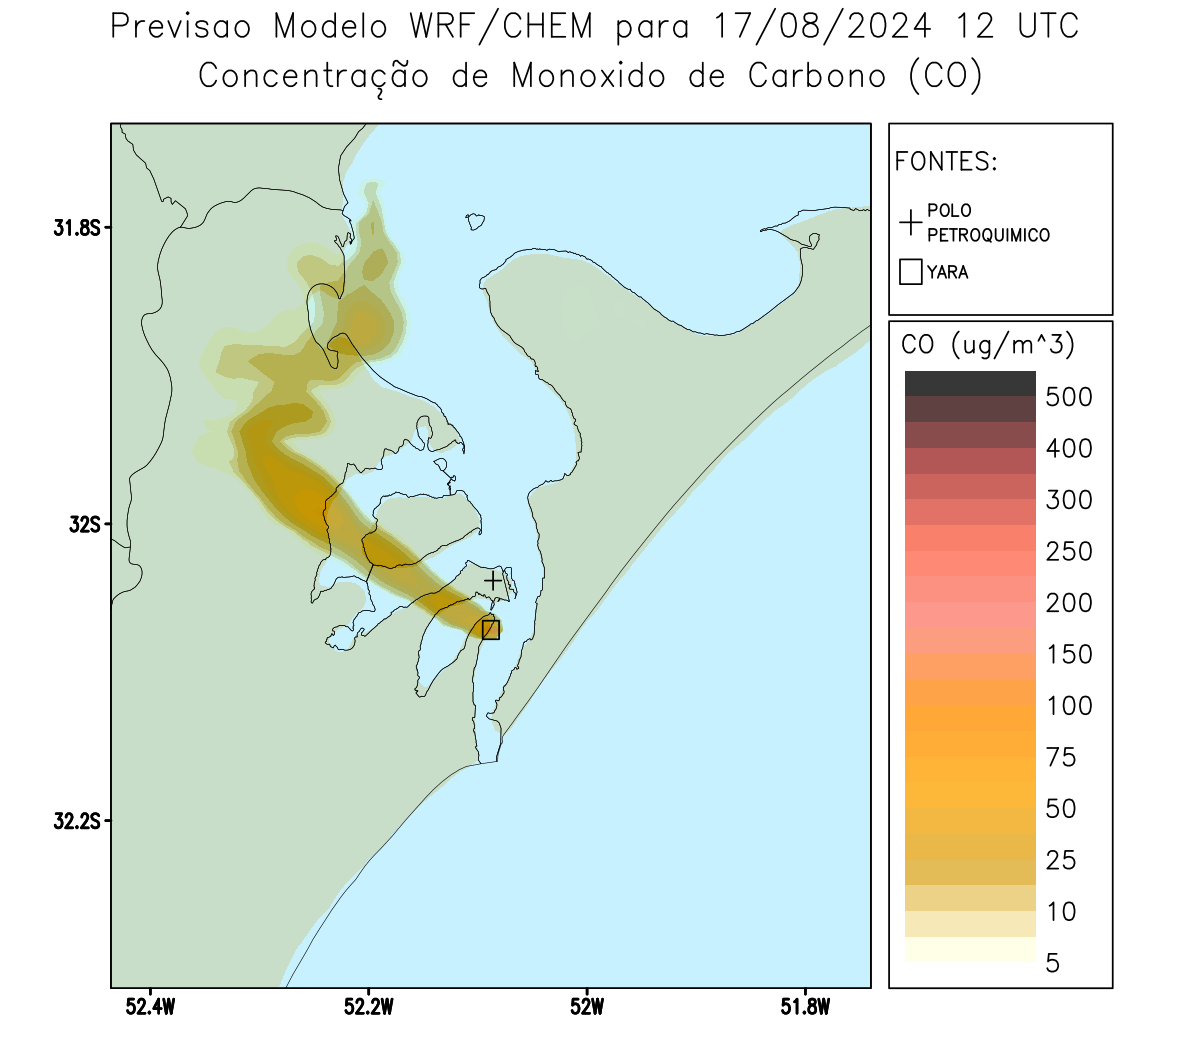 Previsao Modelo WRF/CHEM para 17/08/2024 12 UTC
Concentração de Monoxido de Carbono (CO)
FONTES:
POLO
PETROQUIMICO
YARA
31.8S
32S
32.2S
52.4W
52.2W
52W
51.8W
CO (ug/m^3)
500
400
300
250
200
150
100
75
50
25
10
5